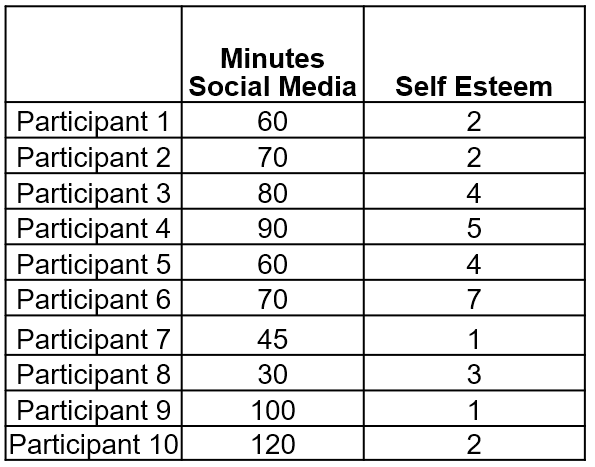 Minutes
Social Media Self Esteem
Participant 1 60 2
Participant 2 70 2
Participant 3 80 4
Participant 4 90 5
Participant 5 60 4
Participant 6 70 7
Participant 7 45 1
Participant 8 30 3
Participant 9 100 1
Participant 10 120 2